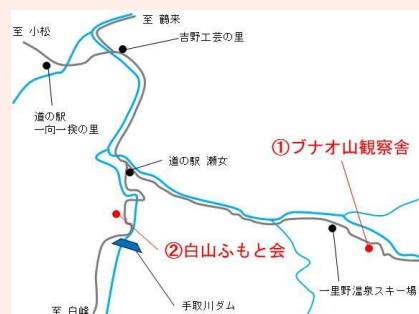 至 鶴来
至 小松
吉野工芸の里
道の駅
一向一揆の里
①ブナオ山観察舎
道の駅 瀬女
②白山ふもと会
一里野温泉スキー場
手取川ダム
至 白峰